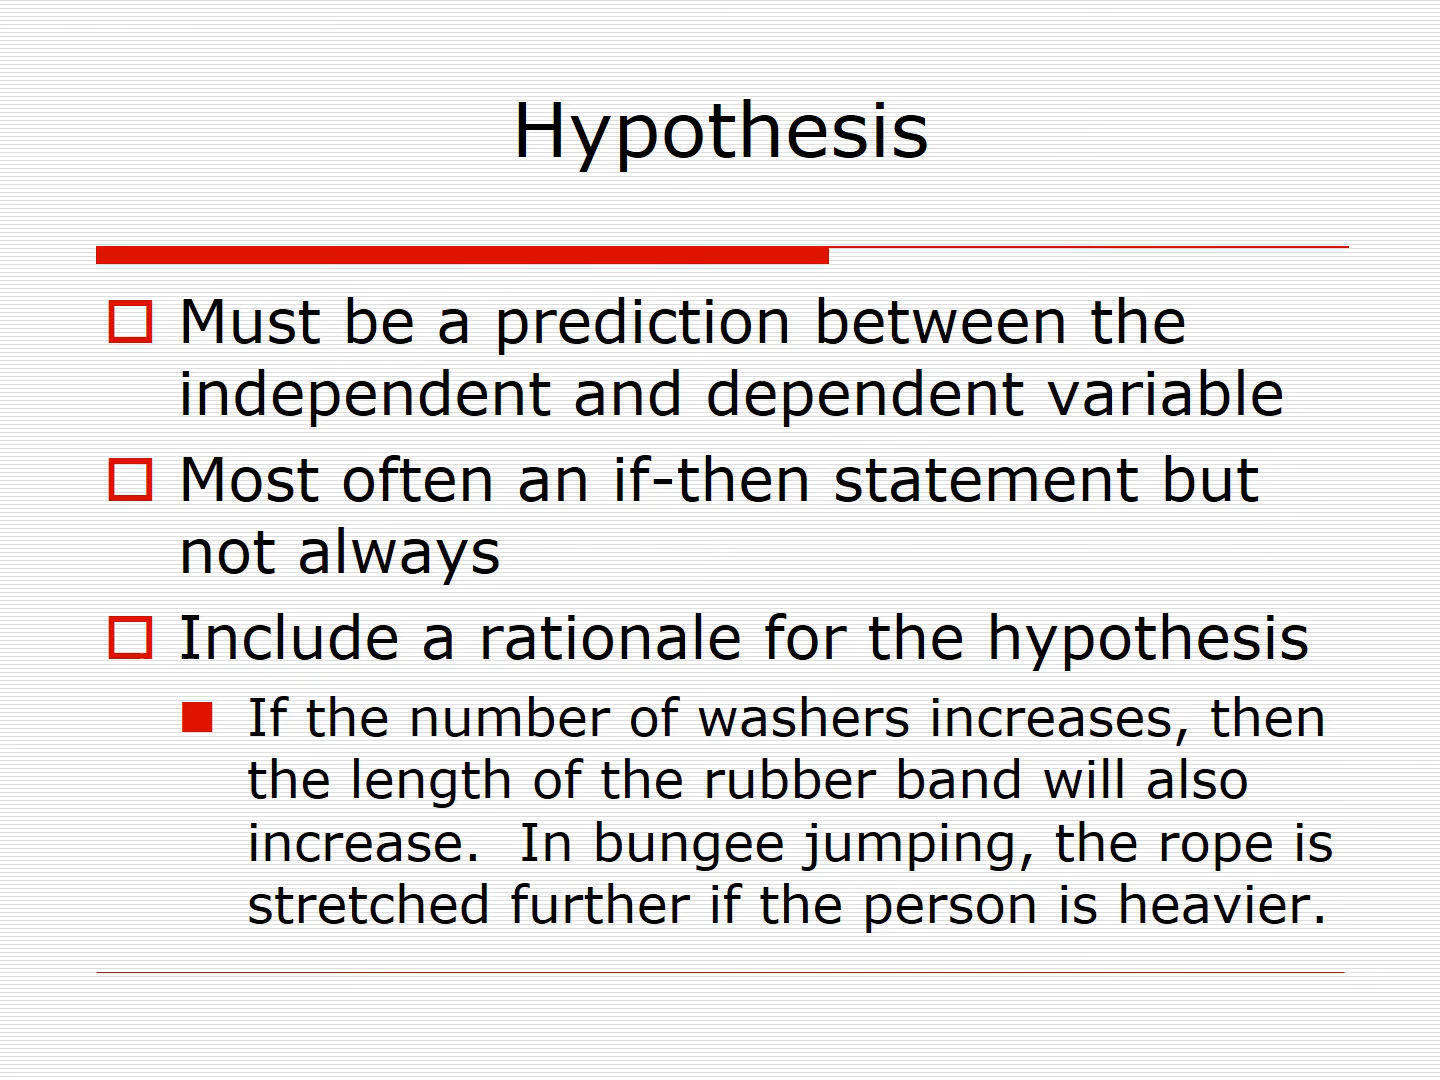 Hypothesis
Must be a prediction between the
independent and dependent variable
Most often an if-then statement but
not always
Include a rationale for the hypothesis
If the number of washers increases, then
the length of the rubber band will also
increase.  In bungee jumping, the rope is
stretched further if the person is heavier.